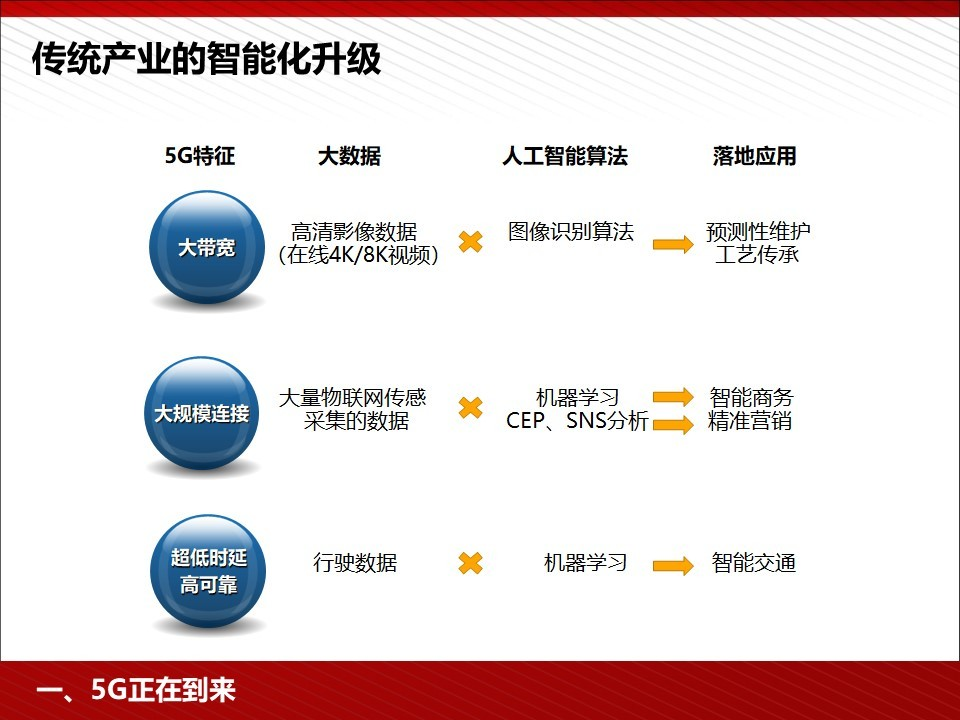 传统产业的智能化升级
5G特征 大数据 人工智能算法 落地应用
大带宽
高清影像数据
（在线4K/8K视频）
图像识别算法
预测性维护
工艺传承
大规模连接
大量物联网传感
采集的数据
机器学习
CEP、SNS分析
智能商务
精准营销
超低时延
高可靠
行驶数据
机器学习
智能交通
一、5G正在到来